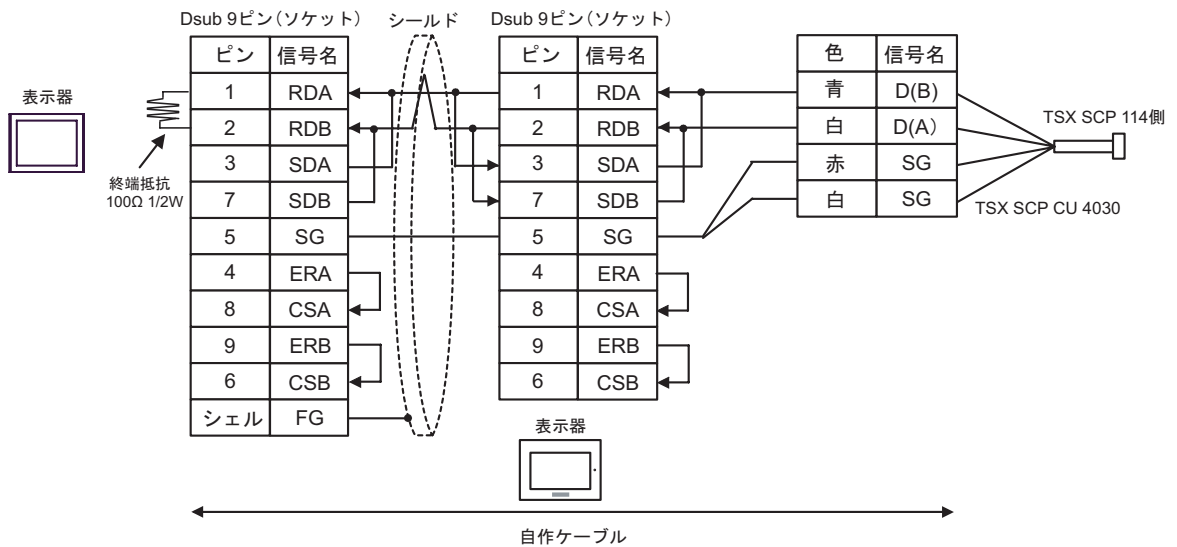 Dsub 9ピン（ソケット）
シールド
Dsub 9ピン（ソケット）
表示器
終端抵抗
100Ω 1/2W
ピン 信号名
1 RDA
2 RDB
3 SDA
7 SDB
5 SG
4 ERA
8 CSA
9 ERB
6 CSB
シェル FG
ピン 信号名
1 RDA
2 RDB
3 SDA
7 SDB
5 SG
4 ERA
8 CSA
9 ERB
6 CSB
色 信号名
青 D(B)
白 D(A）
赤 SG
白 SG
TSX SCP 114側
TSX SCP CU 4030
表示器
自作ケーブル